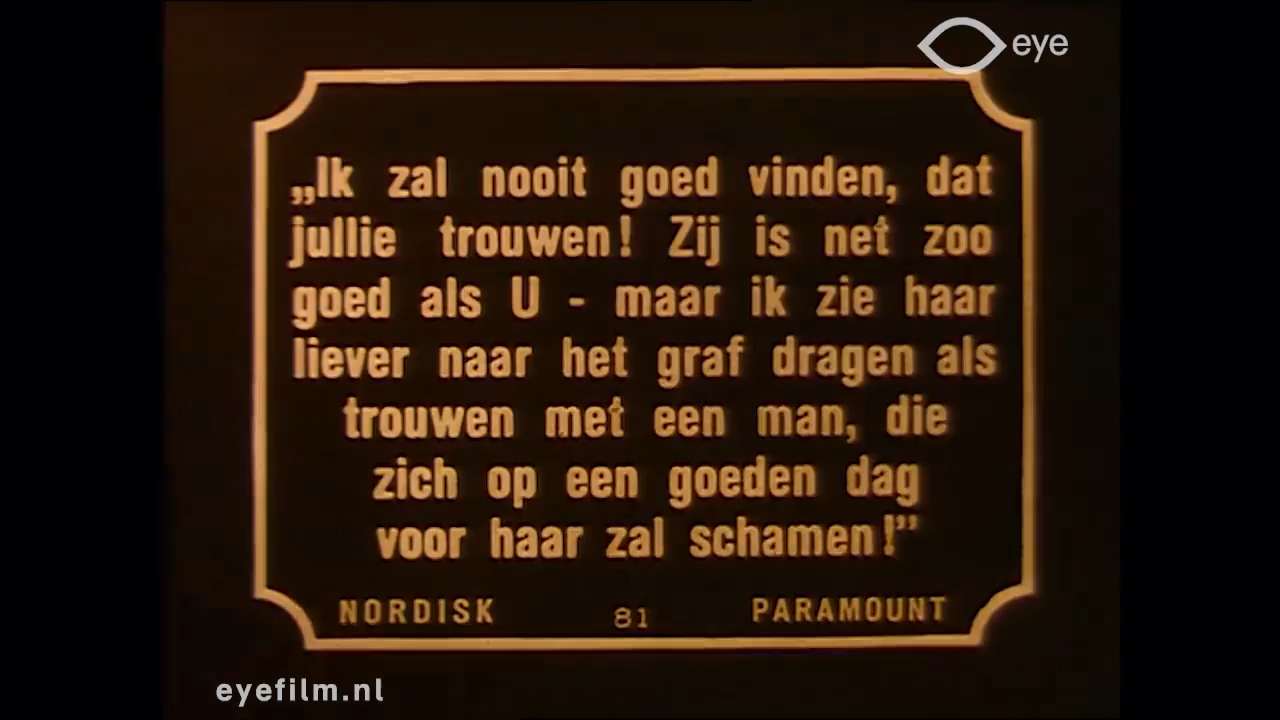 eye
„Ik zal nooit goed vinden, dat
jullie trouwen! Zij is net zoo
goed als U - maar ik zie haar
liever naar het graf dragen als
trouwen met een man, die
zich op een goeden dag
voor haar zal schamen!”
NORDISK 81 PARAMOUNT
eyefilm.nl